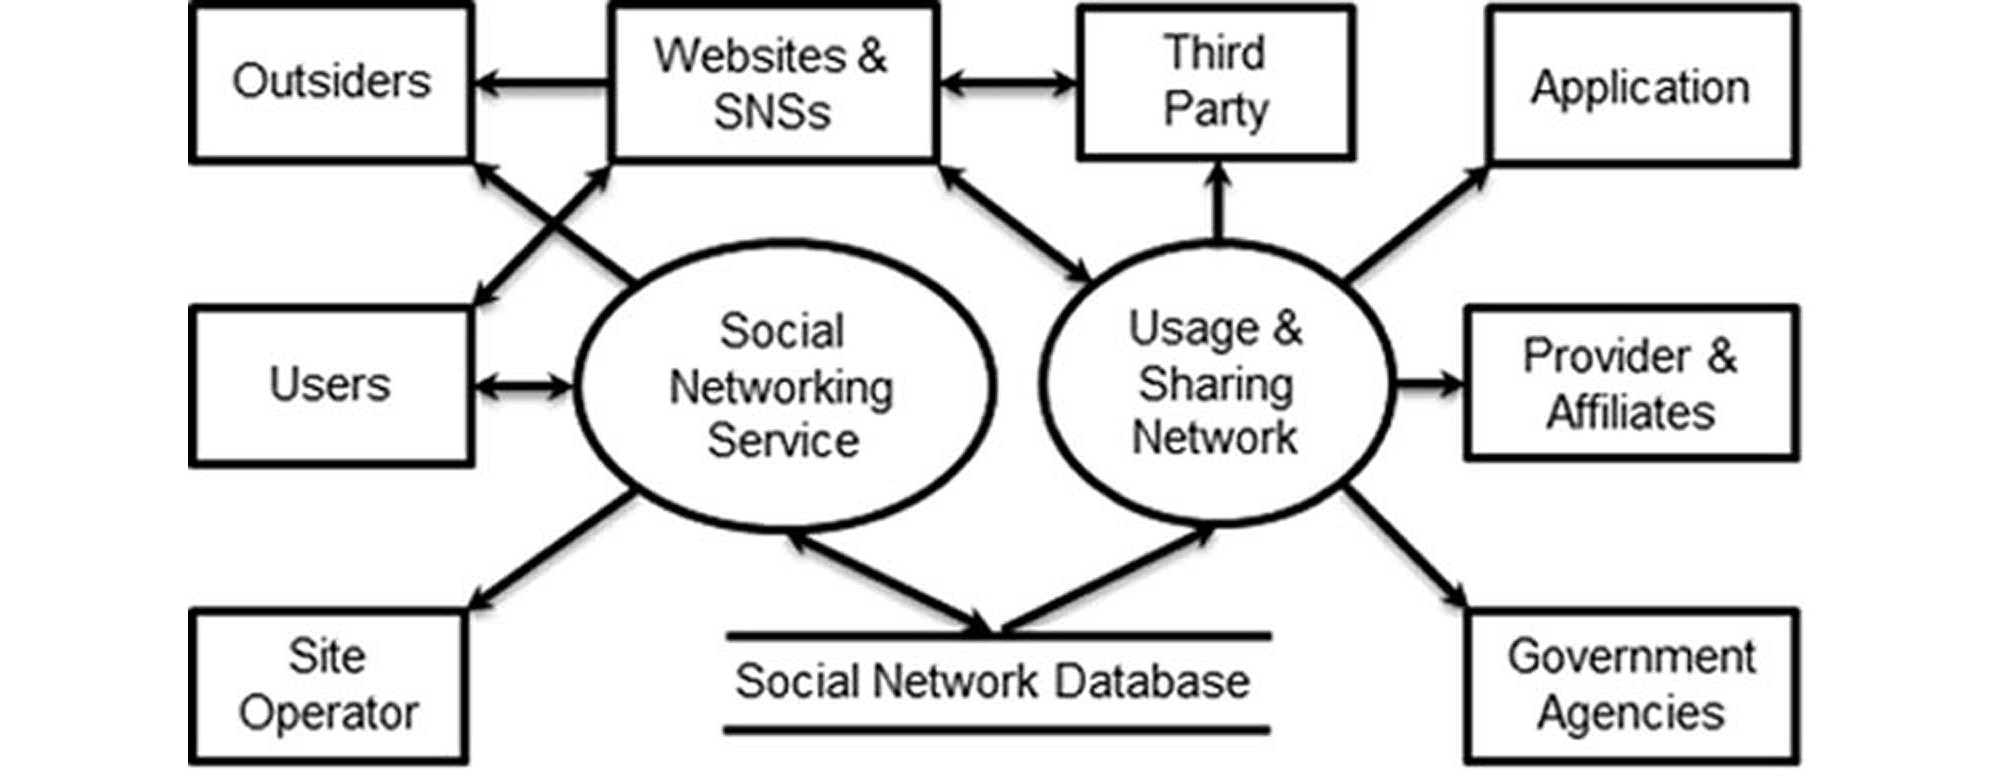 Outsiders
Websites &
SNSs
Third
Party
Application
Users
Social
Networking
Service
Usage &
Sharing
Network
Provider &
Affiliates
Site
Operator
Social Network Database
Government
Agencies